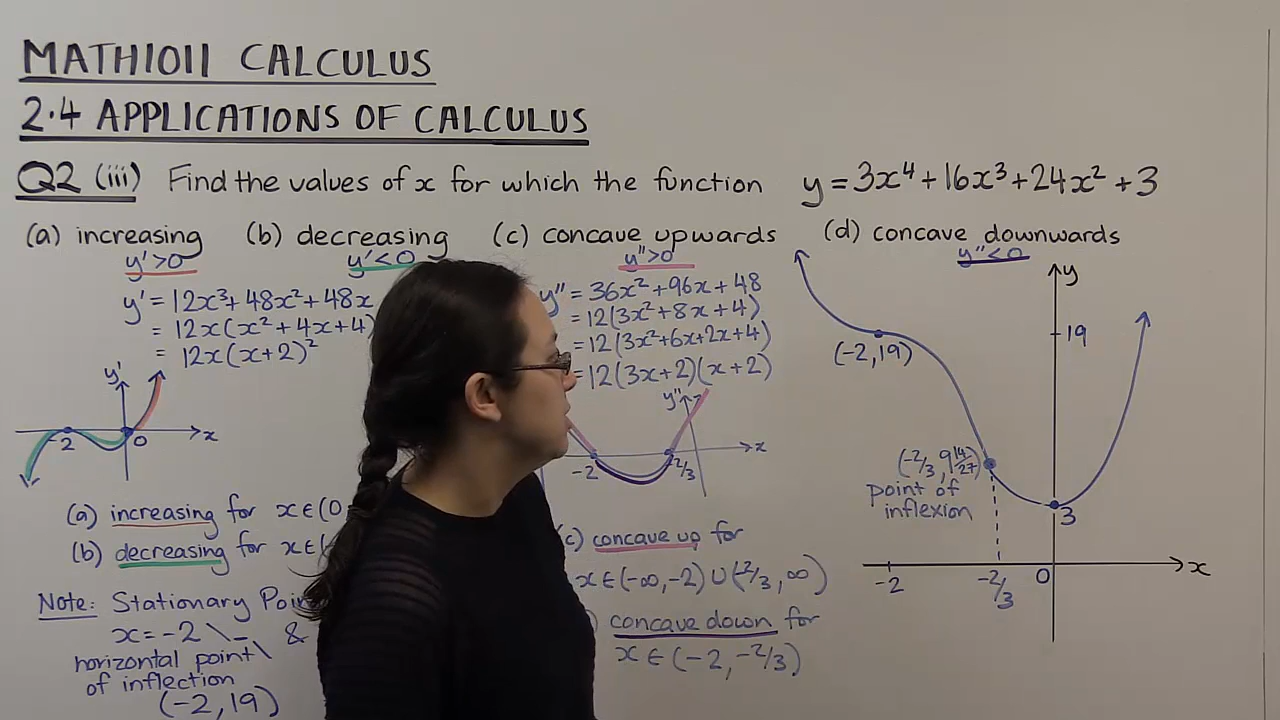 MATH1011 CALCULUS
2.4 APPLICATIONS OF CALCULUS
Q2 (iii) Find the values of x for which the function y = 3x⁴ + 16x³ + 24x² + 3
(a) increasing (b) decreasing (c) concave upwards (d) concave downwards
y' > 0 y' < 0 y'' > 0 y'' < 0
y' = 12x³ + 48x² + 48x
= 12x(x² + 4x + 4)
= 12x(x+2)²
y'
-2 0 x
(a) increasing for x ∈ (0
(b) decreasing for x ∈ (
Note: Stationary Poin
x = -2 \_ &
horizontal point \
of inflection
(-2, 19)
y'' = 36x² + 96x + 48
= 12(3x² + 8x + 4)
= 12(3x² + 6x + 2x + 4)
= 12(3x + 2)(x + 2)
y''
x
-2 -2/3
(c) concave up for
x ∈ (-∞, -2) ∪ (-2/3, ∞)
) concave down for
x ∈ (-2, -2/3)
y
19
(-2, 19)
(-2/3, 9 14/27)
point of
inflexion
3
-2 -2/3 0 x